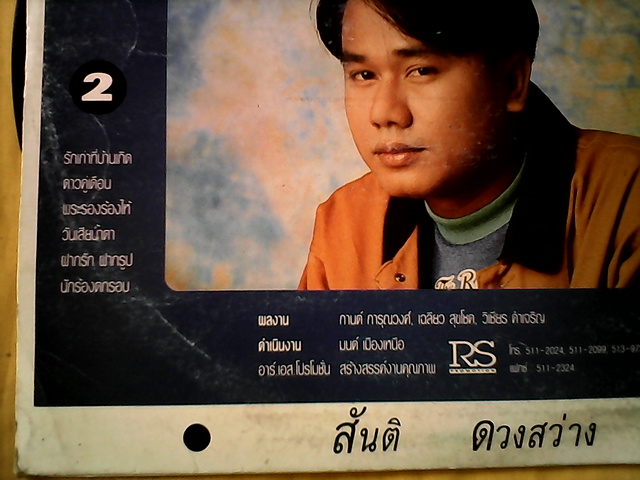 2
รักเก่าที่บ้านเกิด
ดาวคู่เดือน
พระรองร้องไห้
วันเสียน้ำตา
ฝากรัก ฝากรูป
นักร้องตกรอบ
ผลงาน กานต์ การุณวงศ์, เฉลียว สุขโชค, วิเชียร คำเจริญ
ดำเนินงาน มนต์ เมืองเหนือ
อาร์.เอส.โปรโมชั่น สร้างสรรค์งานคุณภาพ
RS
PROMOTION
โทร. 511-2024, 511-2099, 513-
แฟกซ์ 511-2324
สันติ ดวงสว่าง